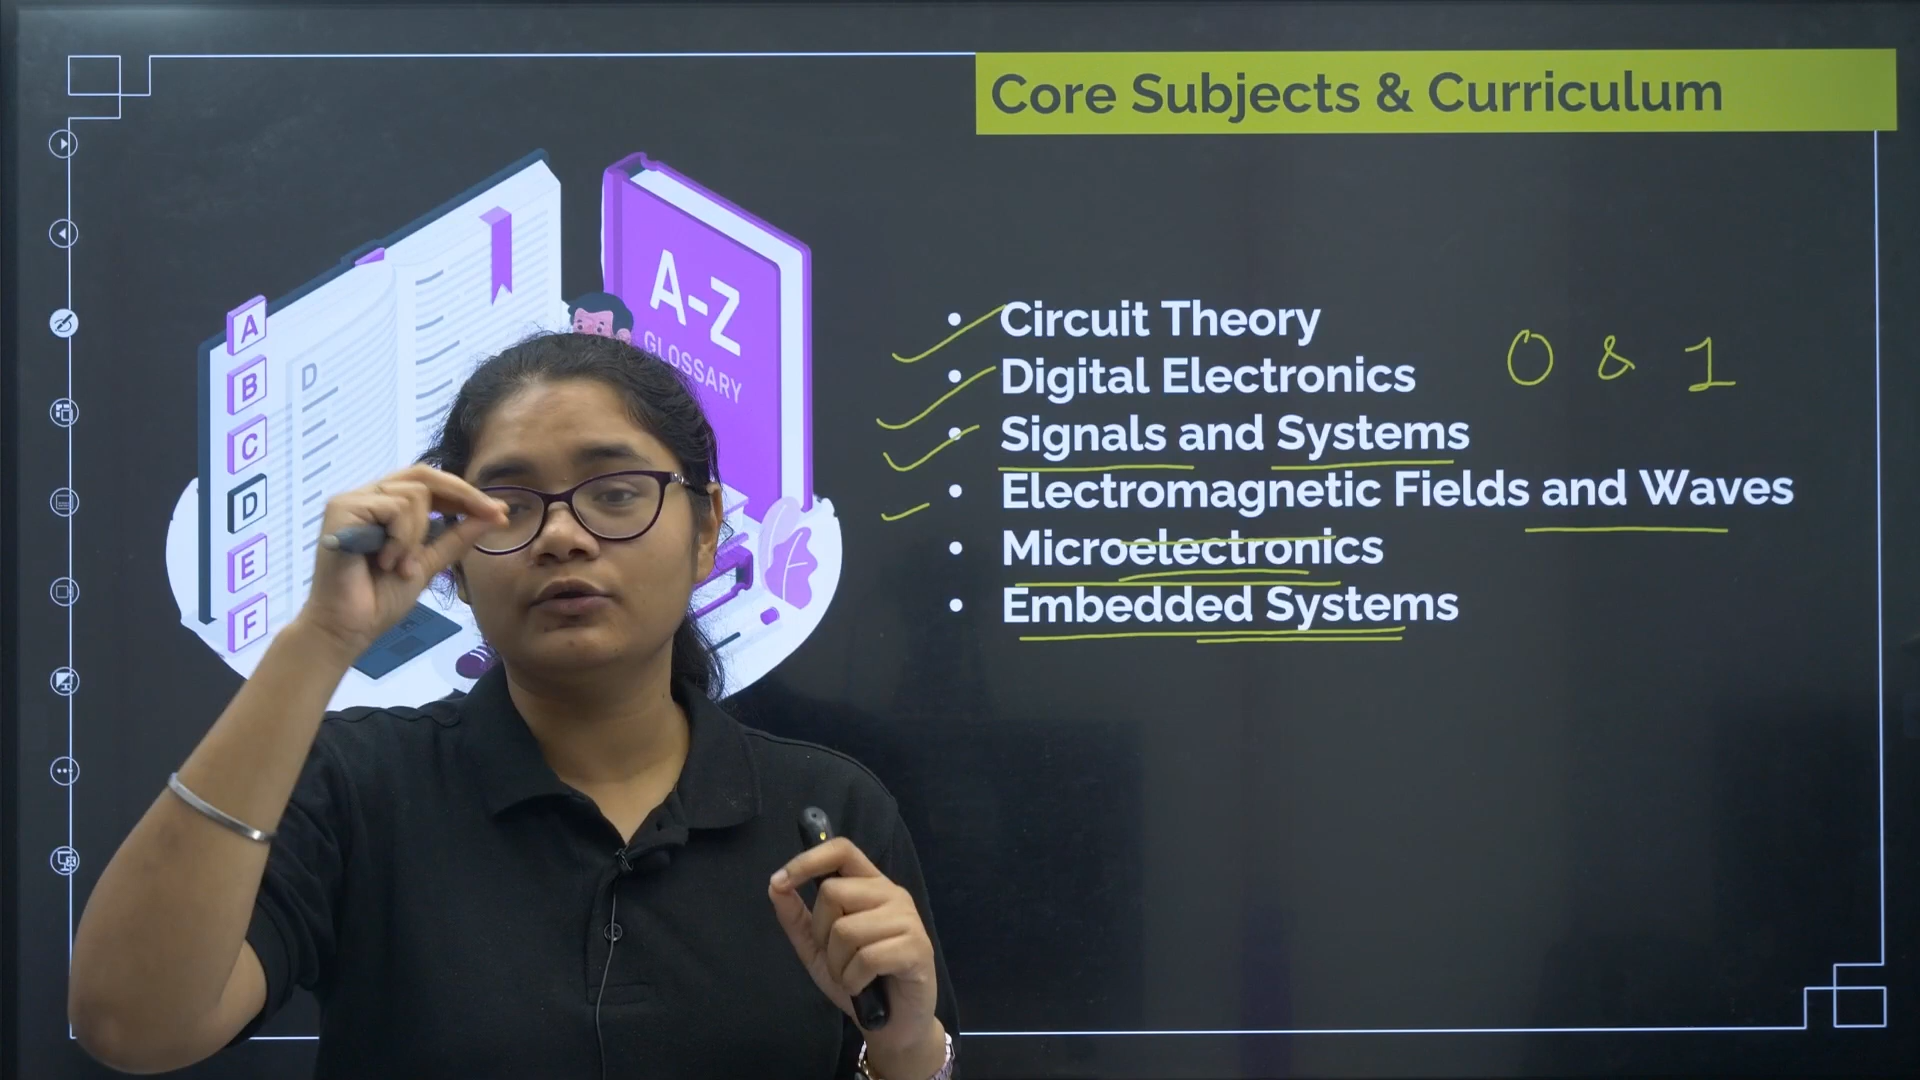 Core Subjects & Curriculum
A-Z
GLOSSARY
A
B
C
D
E
F
D
• Circuit Theory
• Digital Electronics
0 & 1
• Signals and Systems
• Electromagnetic Fields and Waves
• Microelectronics
• Embedded Systems